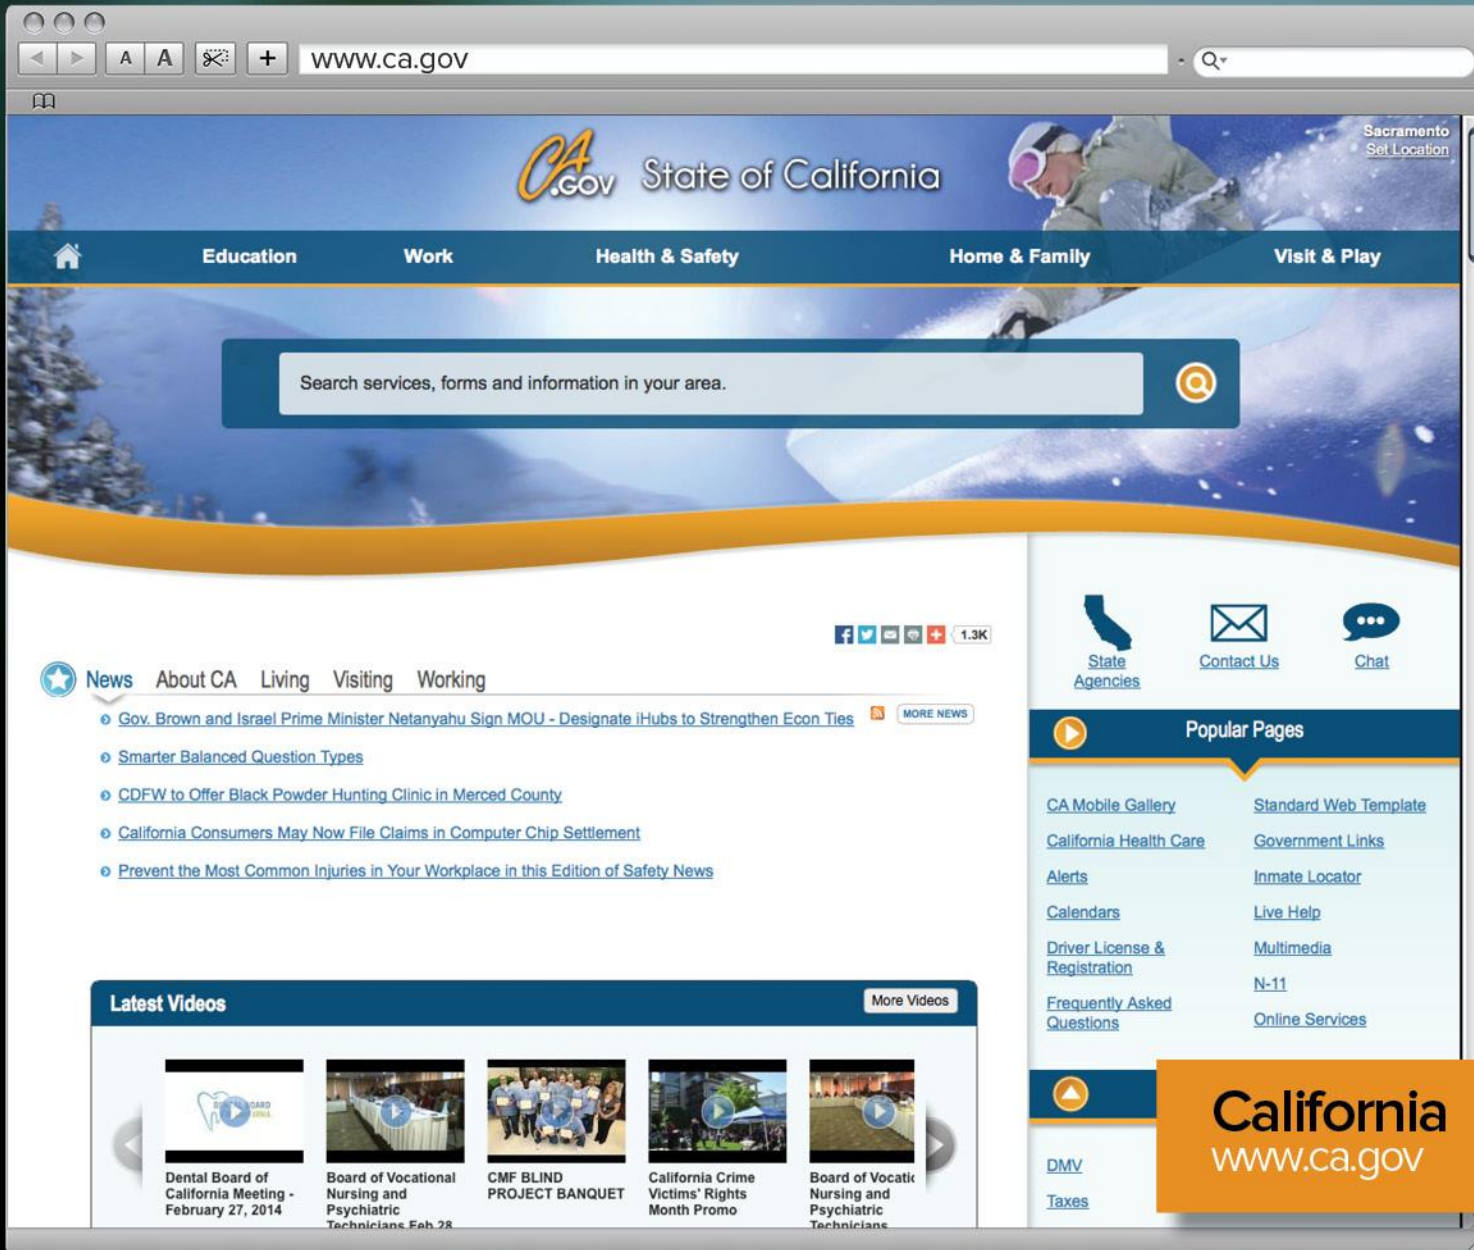 A A +
www.ca.gov
CA.GOV State of California
Sacramento
Set Location
Education Work Health & Safety Home & Family Visit & Play
Search services, forms and information in your area.
1.3K
News About CA Living Visiting Working
Gov. Brown and Israel Prime Minister Netanyahu Sign MOU - Designate iHubs to Strengthen Econ Ties MORE NEWS
Smarter Balanced Question Types
CDFW to Offer Black Powder Hunting Clinic in Merced County
California Consumers May Now File Claims in Computer Chip Settlement
Prevent the Most Common Injuries in Your Workplace in this Edition of Safety News
Latest Videos More Videos
Dental Board of
California Meeting -
February 27, 2014
Board of Vocational
Nursing and
Psychiatric
Technicians Feb 28
CMF BLIND
PROJECT BANQUET
California Crime
Victims' Rights
Month Promo
Board of Vocatic
Nursing and
Psychiatric
Technicians
State
Agencies
Contact Us
Chat
Popular Pages
CA Mobile Gallery
California Health Care
Alerts
Calendars
Driver License &
Registration
Frequently Asked
Questions
Standard Web Template
Government Links
Inmate Locator
Live Help
Multimedia
N-11
Online Services
DMV
Taxes
California
www.ca.gov